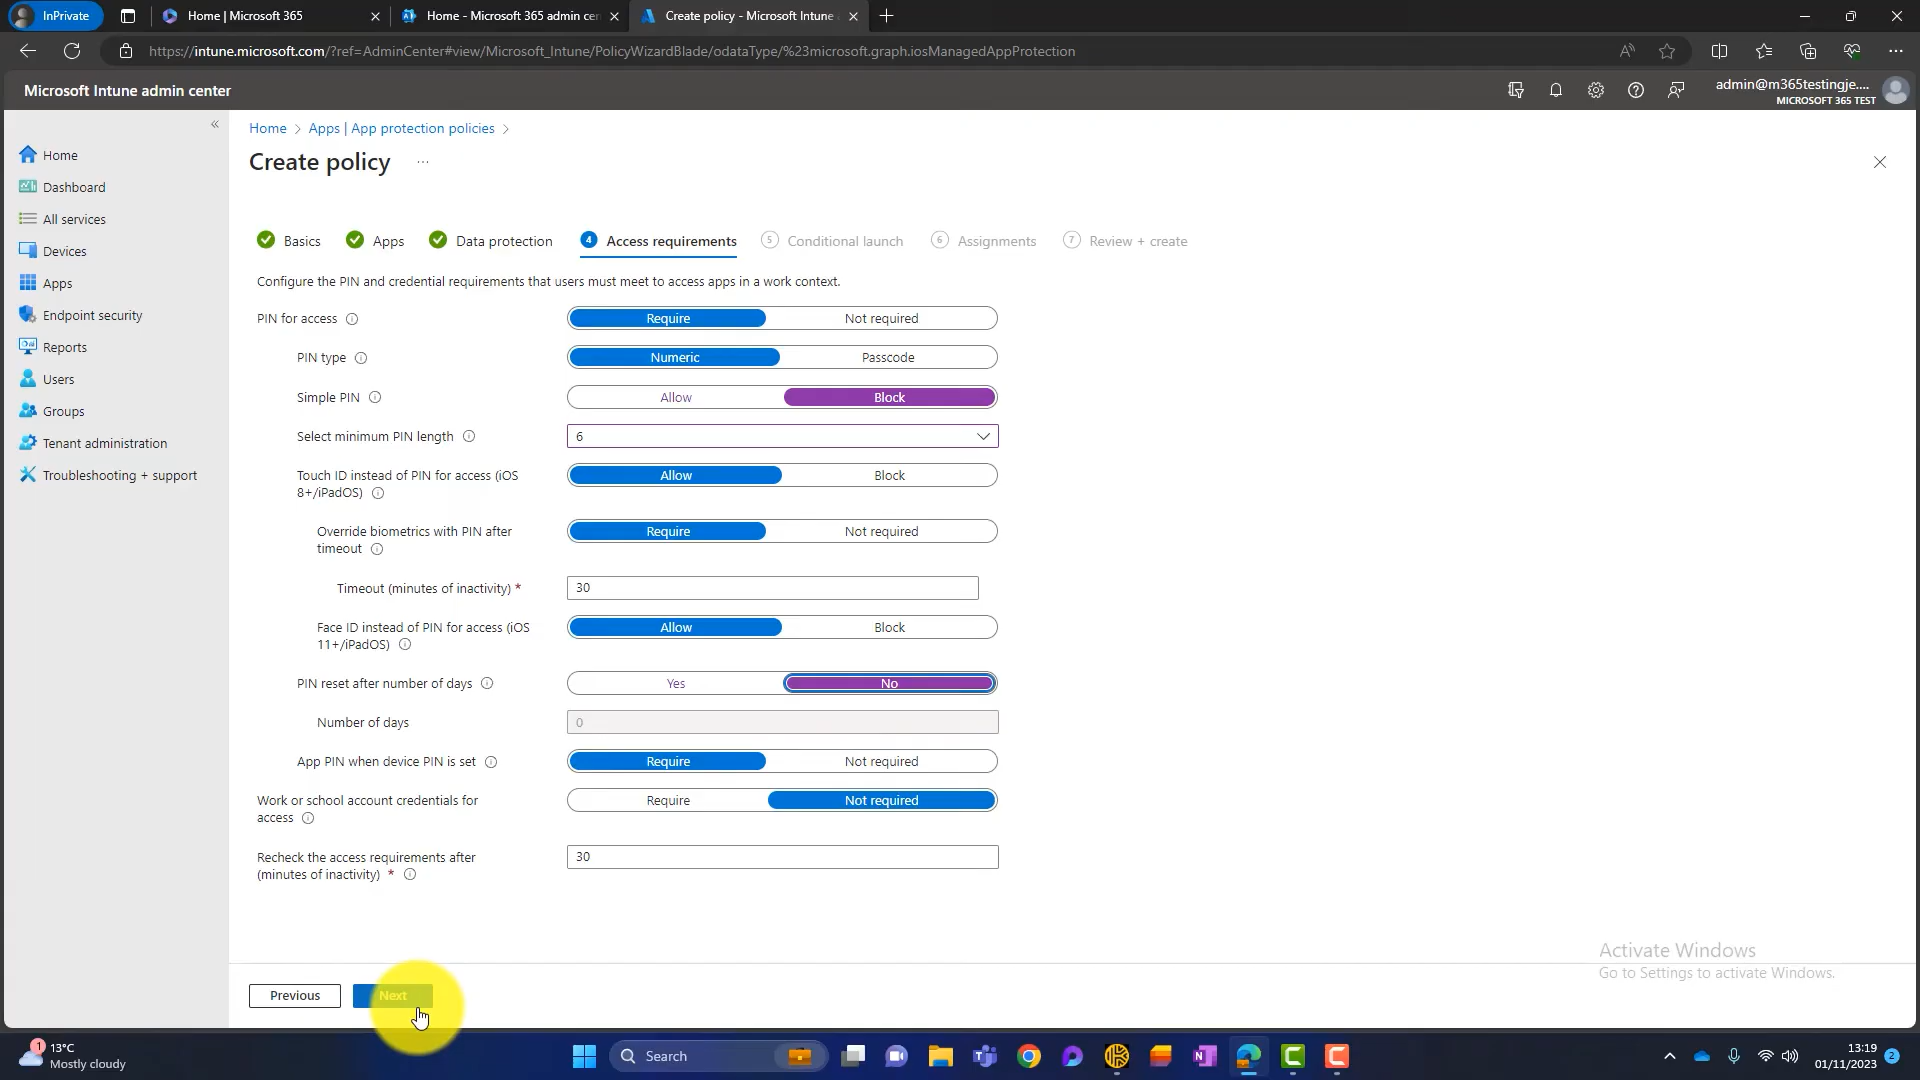 InPrivate
Home | Microsoft 365
Home - Microsoft 365 admin cen
Create policy - Microsoft Intune a
https://intune.microsoft.com/?ref=AdminCenter#view/Microsoft_Intune/PolicyWizardBlade/odataType/%23microsoft.graph.iosManagedAppProtection
Microsoft Intune admin center
admin@m365testingje....
MICROSOFT 365 TEST
Home
Dashboard
All services
Devices
Apps
Endpoint security
Reports
Users
Groups
Tenant administration
Troubleshooting + support
Home > Apps | App protection policies >
Create policy ...
Basics
Apps
Data protection
4 Access requirements
5 Conditional launch
6 Assignments
7 Review + create
Configure the PIN and credential requirements that users must meet to access apps in a work context.
PIN for access Require Not required
PIN type Numeric Passcode
Simple PIN Allow Block
Select minimum PIN length 6
Touch ID instead of PIN for access (iOS
8+/iPadOS)
Allow Block
Override biometrics with PIN after
timeout
Require Not required
Timeout (minutes of inactivity) * 30
Face ID instead of PIN for access (iOS
11+/iPadOS)
Allow Block
PIN reset after number of days Yes No
Number of days 0
App PIN when device PIN is set Require Not required
Work or school account credentials for
access
Require Not required
Recheck the access requirements after
(minutes of inactivity) *
30
Activate Windows
Go to Settings to activate Windows.
Previous
Next
1
13°C
Mostly cloudy
Search
13:19
01/11/2023
2